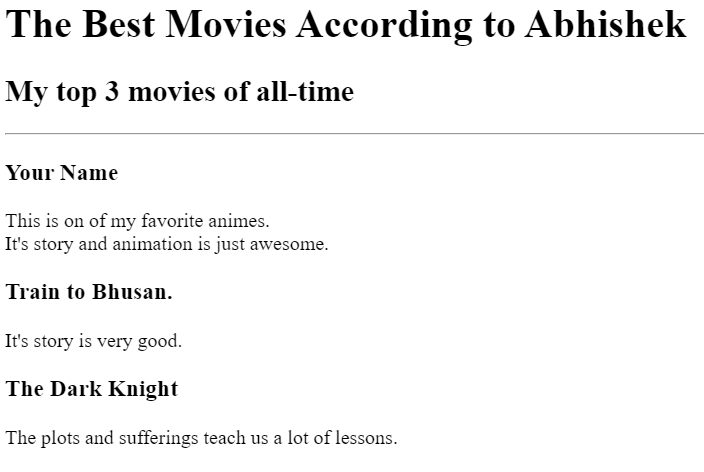 The Best Movies According to Abhishek
My top 3 movies of all-time
Your Name
This is on of my favorite animes.
It's story and animation is just awesome.
Train to Bhusan.
It's story is very good.
The Dark Knight
The plots and sufferings teach us a lot of lessons.